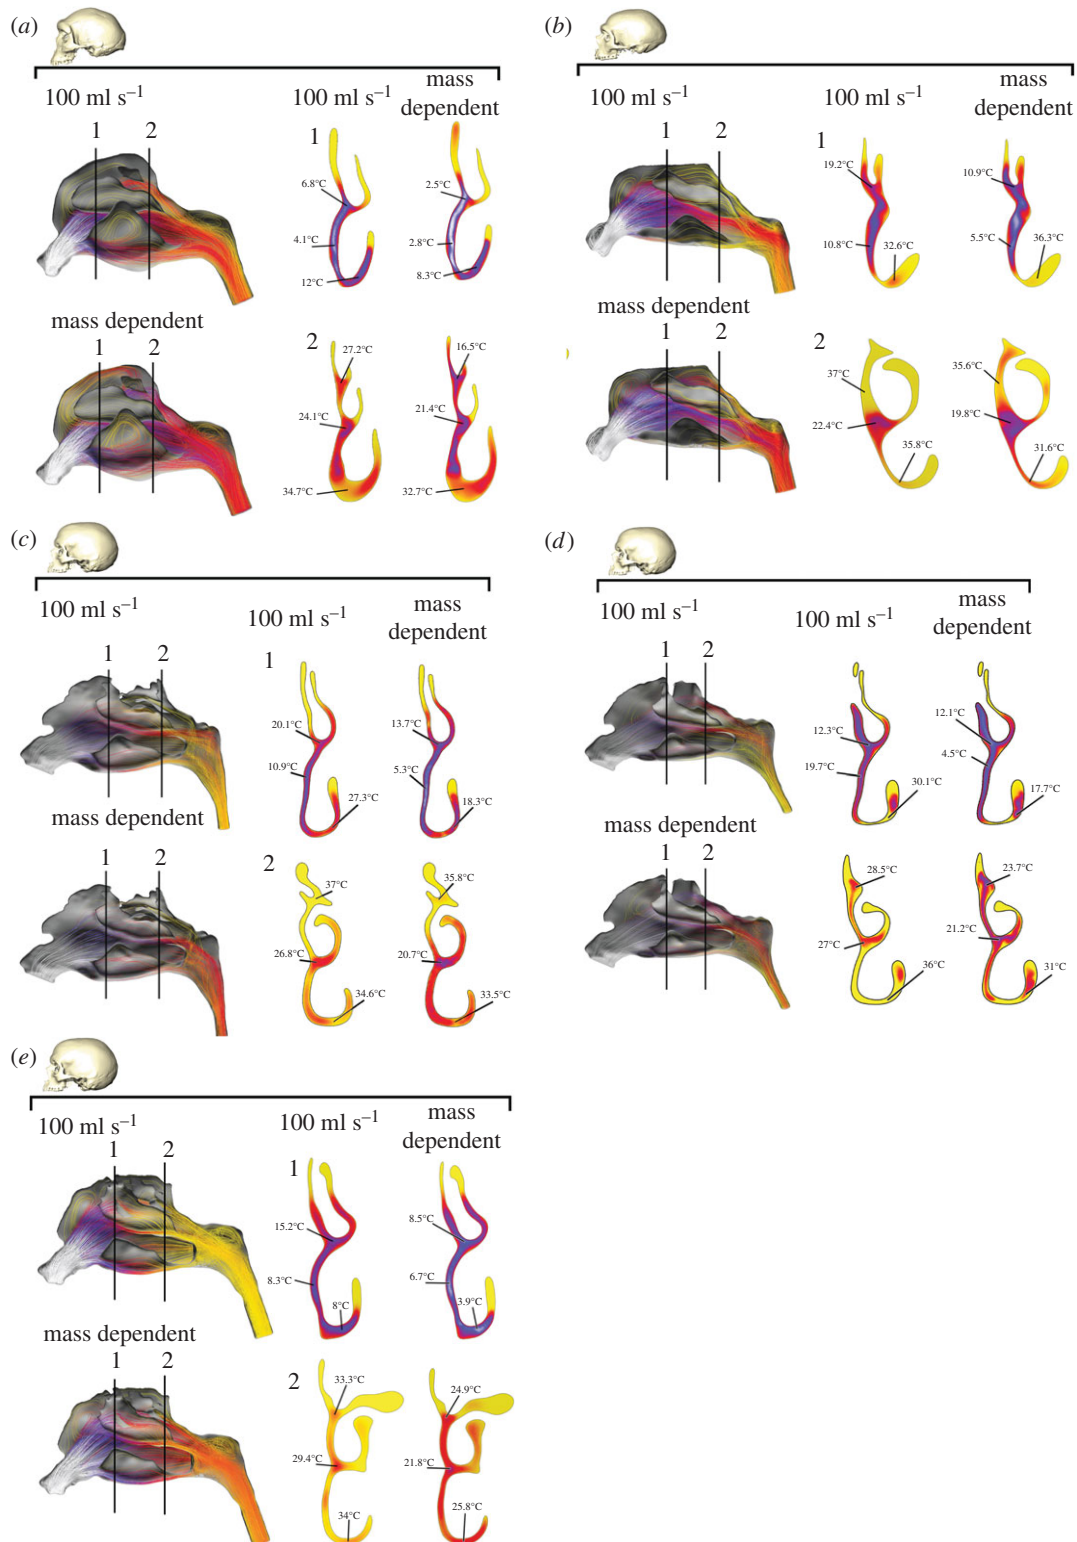 (a)
100 ml s⁻¹
100 ml s⁻¹
mass
dependent
1
2
1
6.8°C
4.1°C
12°C
2.5°C
2.8°C
8.3°C
mass dependent
1
2
2
27.2°C
24.1°C
34.7°C
16.5°C
21.4°C
32.7°C
(b)
100 ml s⁻¹
100 ml s⁻¹
mass
dependent
1
2
1
19.2°C
10.8°C
32.6°C
10.9°C
5.5°C
36.3°C
mass dependent
1
2
2
37°C
22.4°C
35.8°C
35.6°C
19.8°C
31.6°C
(c)
100 ml s⁻¹
100 ml s⁻¹
mass
dependent
1
2
1
20.1°C
10.9°C
27.3°C
13.7°C
5.3°C
18.3°C
mass dependent
1
2
2
37°C
26.8°C
34.6°C
35.8°C
20.7°C
33.5°C
(d)
100 ml s⁻¹
100 ml s⁻¹
mass
dependent
1
2
1
12.3°C
19.7°C
30.1°C
12.1°C
4.5°C
17.7°C
mass dependent
1
2
2
28.5°C
27°C
36°C
23.7°C
21.2°C
31°C
(e)
100 ml s⁻¹
100 ml s⁻¹
mass
dependent
1
2
1
15.2°C
8.3°C
8°C
8.5°C
6.7°C
3.9°C
mass dependent
1
2
2
33.3°C
29.4°C
34°C
24.9°C
21.8°C
25.8°C